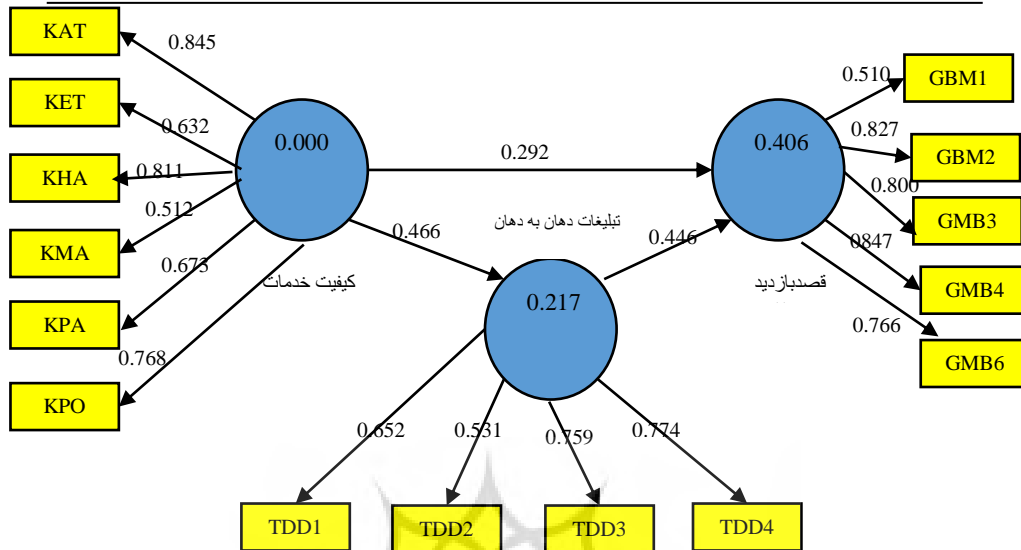 KAT
0.845
KET
0.632
KHA
0.811
KMA
0.512
KPA
0.673
KPO
0.768
0.000
کیفیت خدمات
0.292
0.466
تبلیغات دهان به دهان
0.446
0.217
0.406
قصدبازدید
0.510
GBM1
0.827
GBM2
0.800
GMB3
0847
GMB4
0.766
GMB6
0.652
0.531
0.759
0.774
TDD1
TDD2
TDD3
TDD4